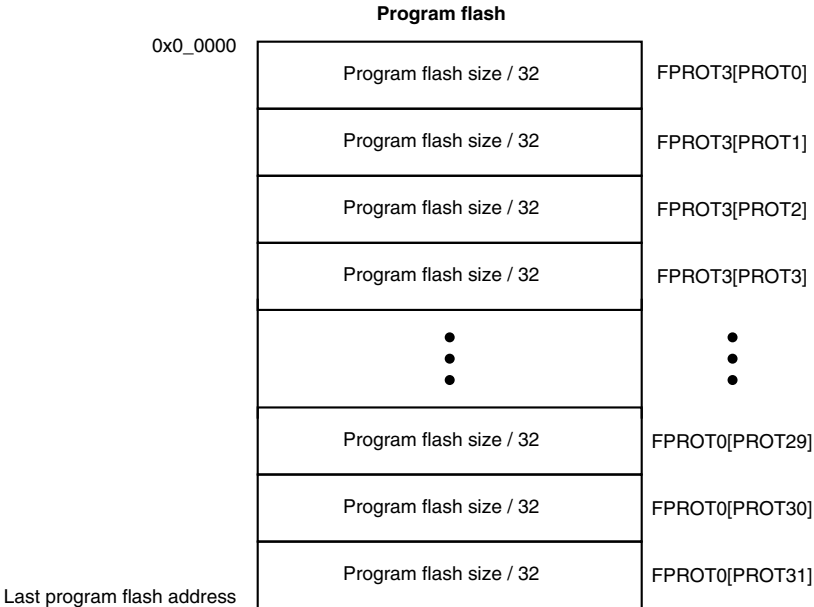 Program flash
0x0_0000
Program flash size / 32 FPROT3[PROT0]
Program flash size / 32 FPROT3[PROT1]
Program flash size / 32 FPROT3[PROT2]
Program flash size / 32 FPROT3[PROT3]
Program flash size / 32 FPROT0[PROT29]
Program flash size / 32 FPROT0[PROT30]
Program flash size / 32 FPROT0[PROT31]
Last program flash address